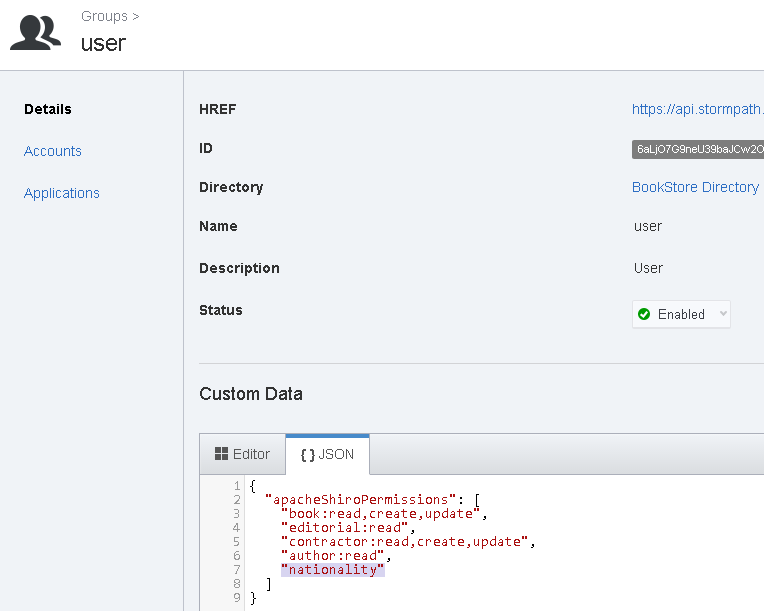 Groups >
user
Details
Accounts
Applications
HREF https://api.stormpath.
ID
Directory BookStore Directory
Name user
Description User
Status Enabled
Custom Data
Editor {} JSON
1 {
2 "apacheShiroPermissions": [
3 "book:read,create,update",
4 "editorial:read",
5 "contractor:read,create,update",
6 "author:read",
7 "nationality"
8 ]
9 }